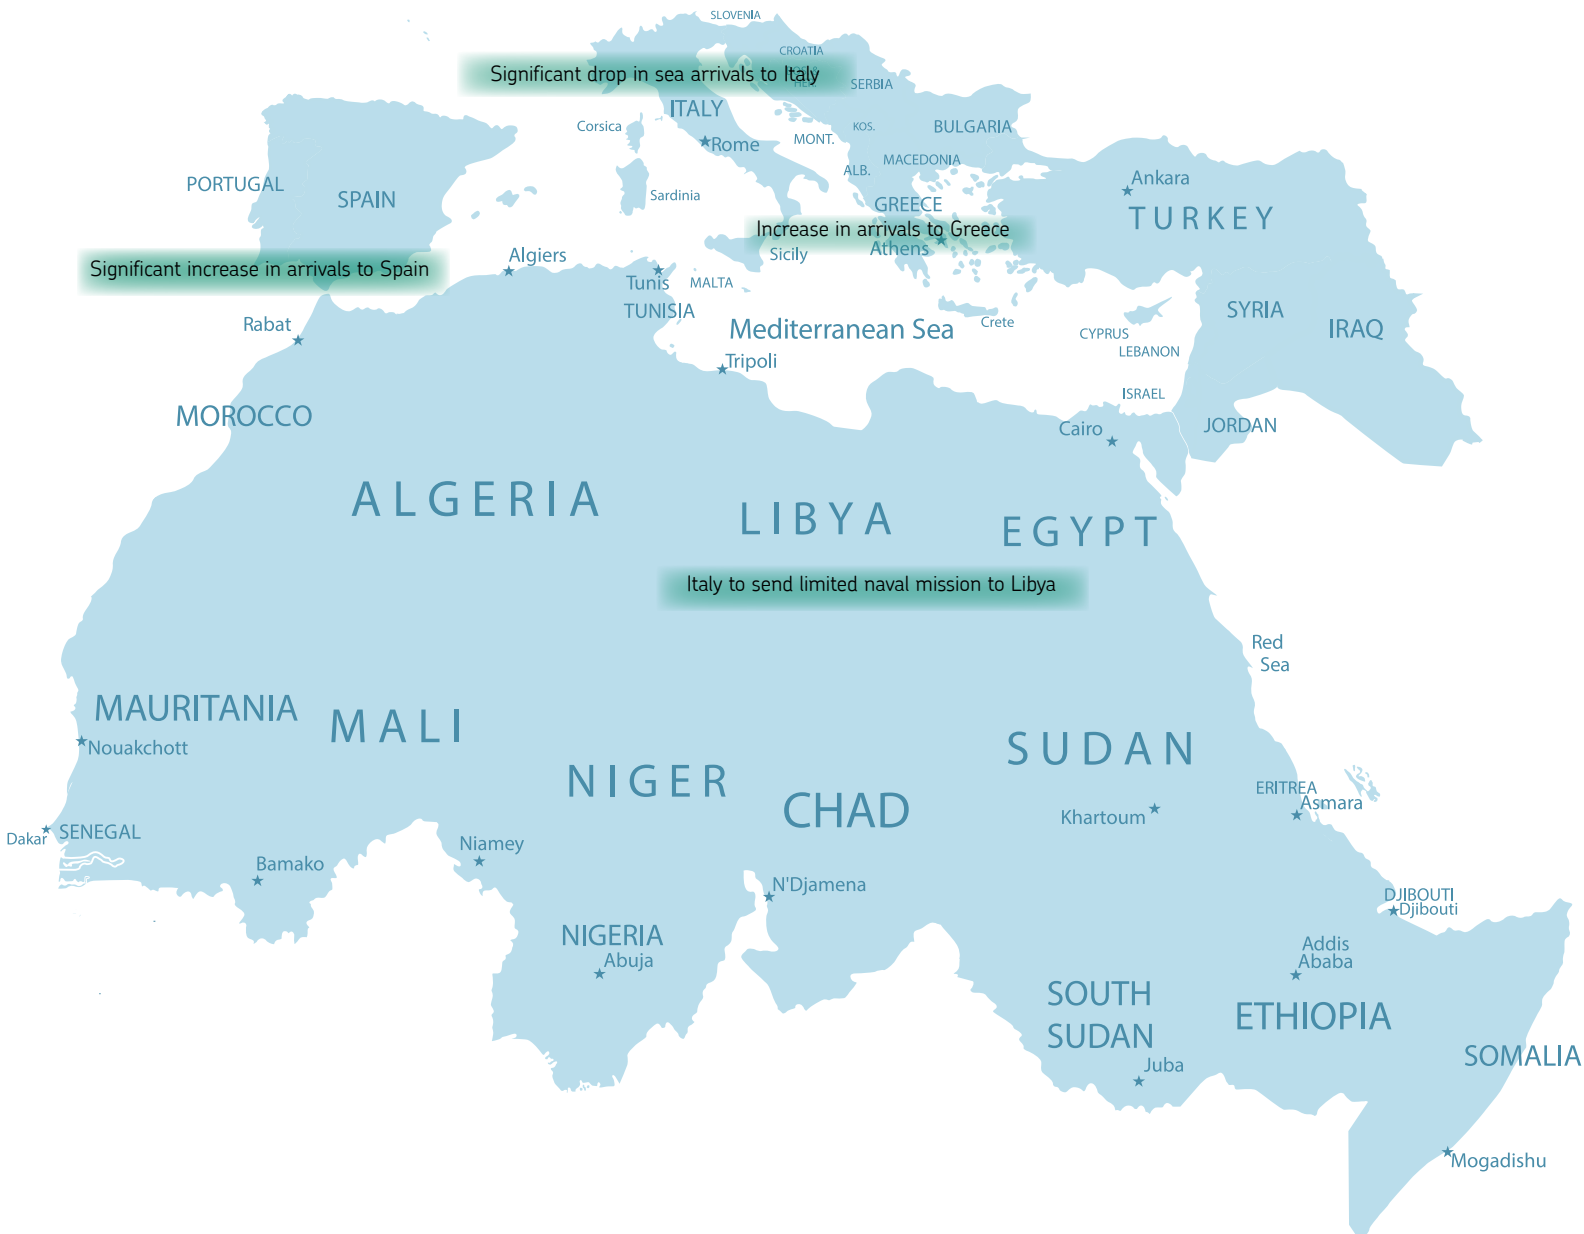 SLOVENIA
CROATIA
Significant drop in sea arrivals to Italy
SERBIA
ITALY
Corsica
KOS.
BULGARIA
Rome
MONT.
MACEDONIA
ALB.
Ankara
PORTUGAL
SPAIN
Sardinia
GREECE
TURKEY
Increase in arrivals to Greece
Athens
Sicily
Algiers
Significant increase in arrivals to Spain
Tunis
MALTA
TUNISIA
SYRIA
Rabat
Mediterranean Sea
Crete
IRAQ
CYPRUS
LEBANON
Tripoli
ISRAEL
MOROCCO
Cairo
JORDAN
ALGERIA
LIBYA
EGYPT
Italy to send limited naval mission to Libya
Red
Sea
MAURITANIA
MALI
Nouakchott
SUDAN
NIGER
ERITREA
Asmara
CHAD
Khartoum
Dakar
SENEGAL
Niamey
Bamako
N'Djamena
DJIBOUTI
Djibouti
NIGERIA
Abuja
Addis
Ababa
SOUTH
SUDAN
ETHIOPIA
SOMALIA
Juba
Mogadishu